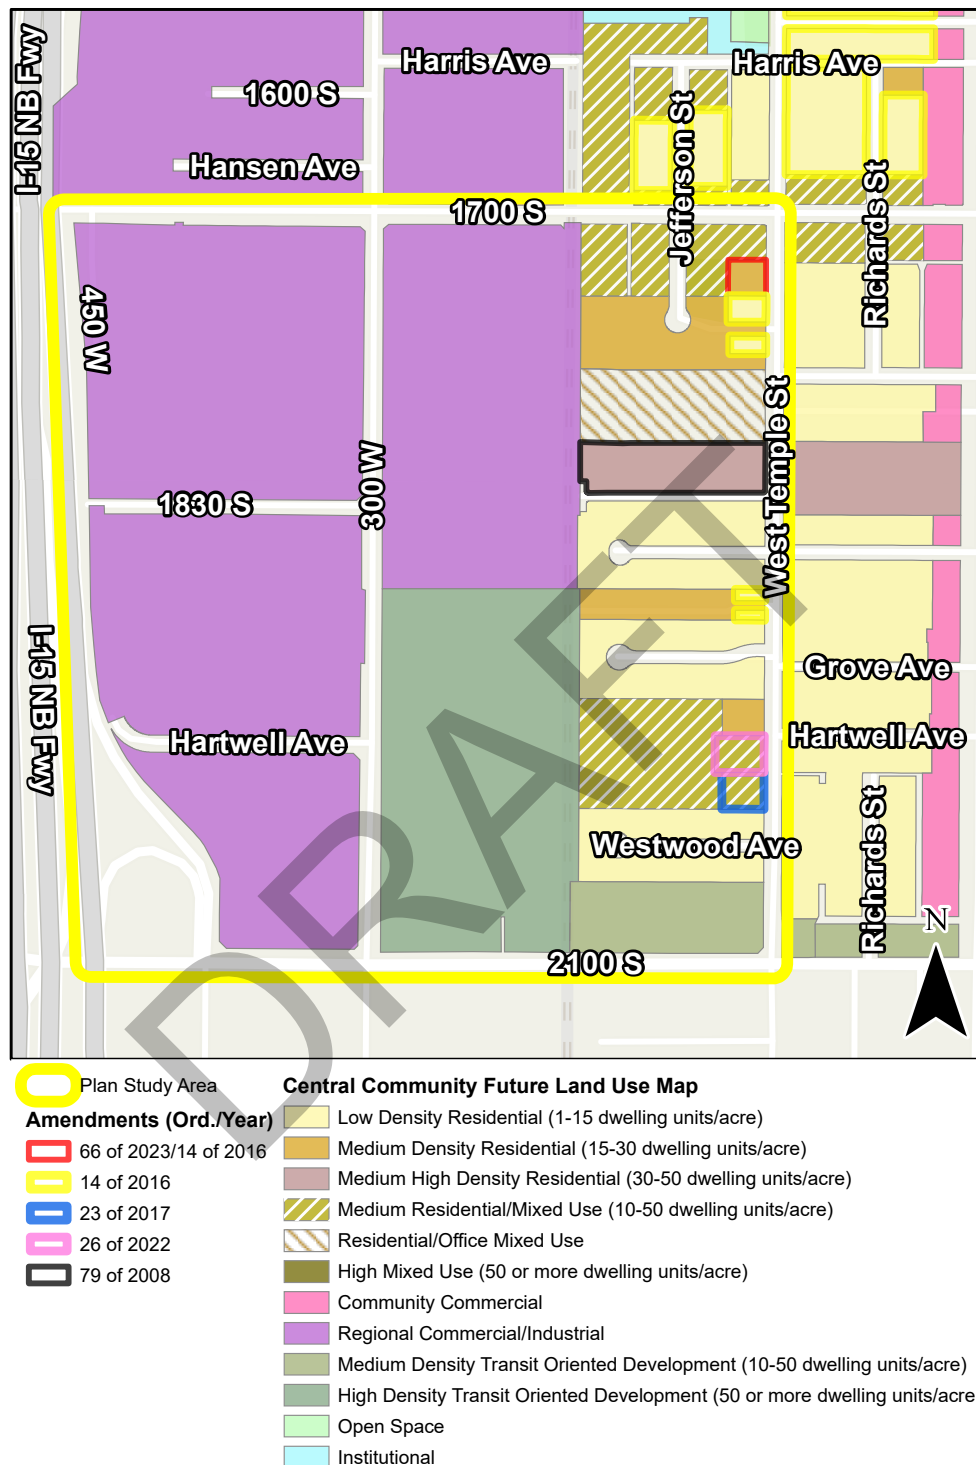 I-15 NB Fwy
Harris Ave
Harris Ave
1600 S
Jefferson St
Hansen Ave
Richards St
1700 S
450 W
West Temple St
300 W
1830 S
I-15 NB Fwy
Grove Ave
Hartwell Ave
Hartwell Ave
Westwood Ave
Richards St
N
2100 S
DRAFT
Plan Study Area
Amendments (Ord./Year)
66 of 2023/14 of 2016
14 of 2016
23 of 2017
26 of 2022
79 of 2008
Central Community Future Land Use Map
Low Density Residential (1-15 dwelling units/acre)
Medium Density Residential (15-30 dwelling units/acre)
Medium High Density Residential (30-50 dwelling units/acre)
Medium Residential/Mixed Use (10-50 dwelling units/acre)
Residential/Office Mixed Use
High Mixed Use (50 or more dwelling units/acre)
Community Commercial
Regional Commercial/Industrial
Medium Density Transit Oriented Development (10-50 dwelling units/acre)
High Density Transit Oriented Development (50 or more dwelling units/acre
Open Space
Institutional